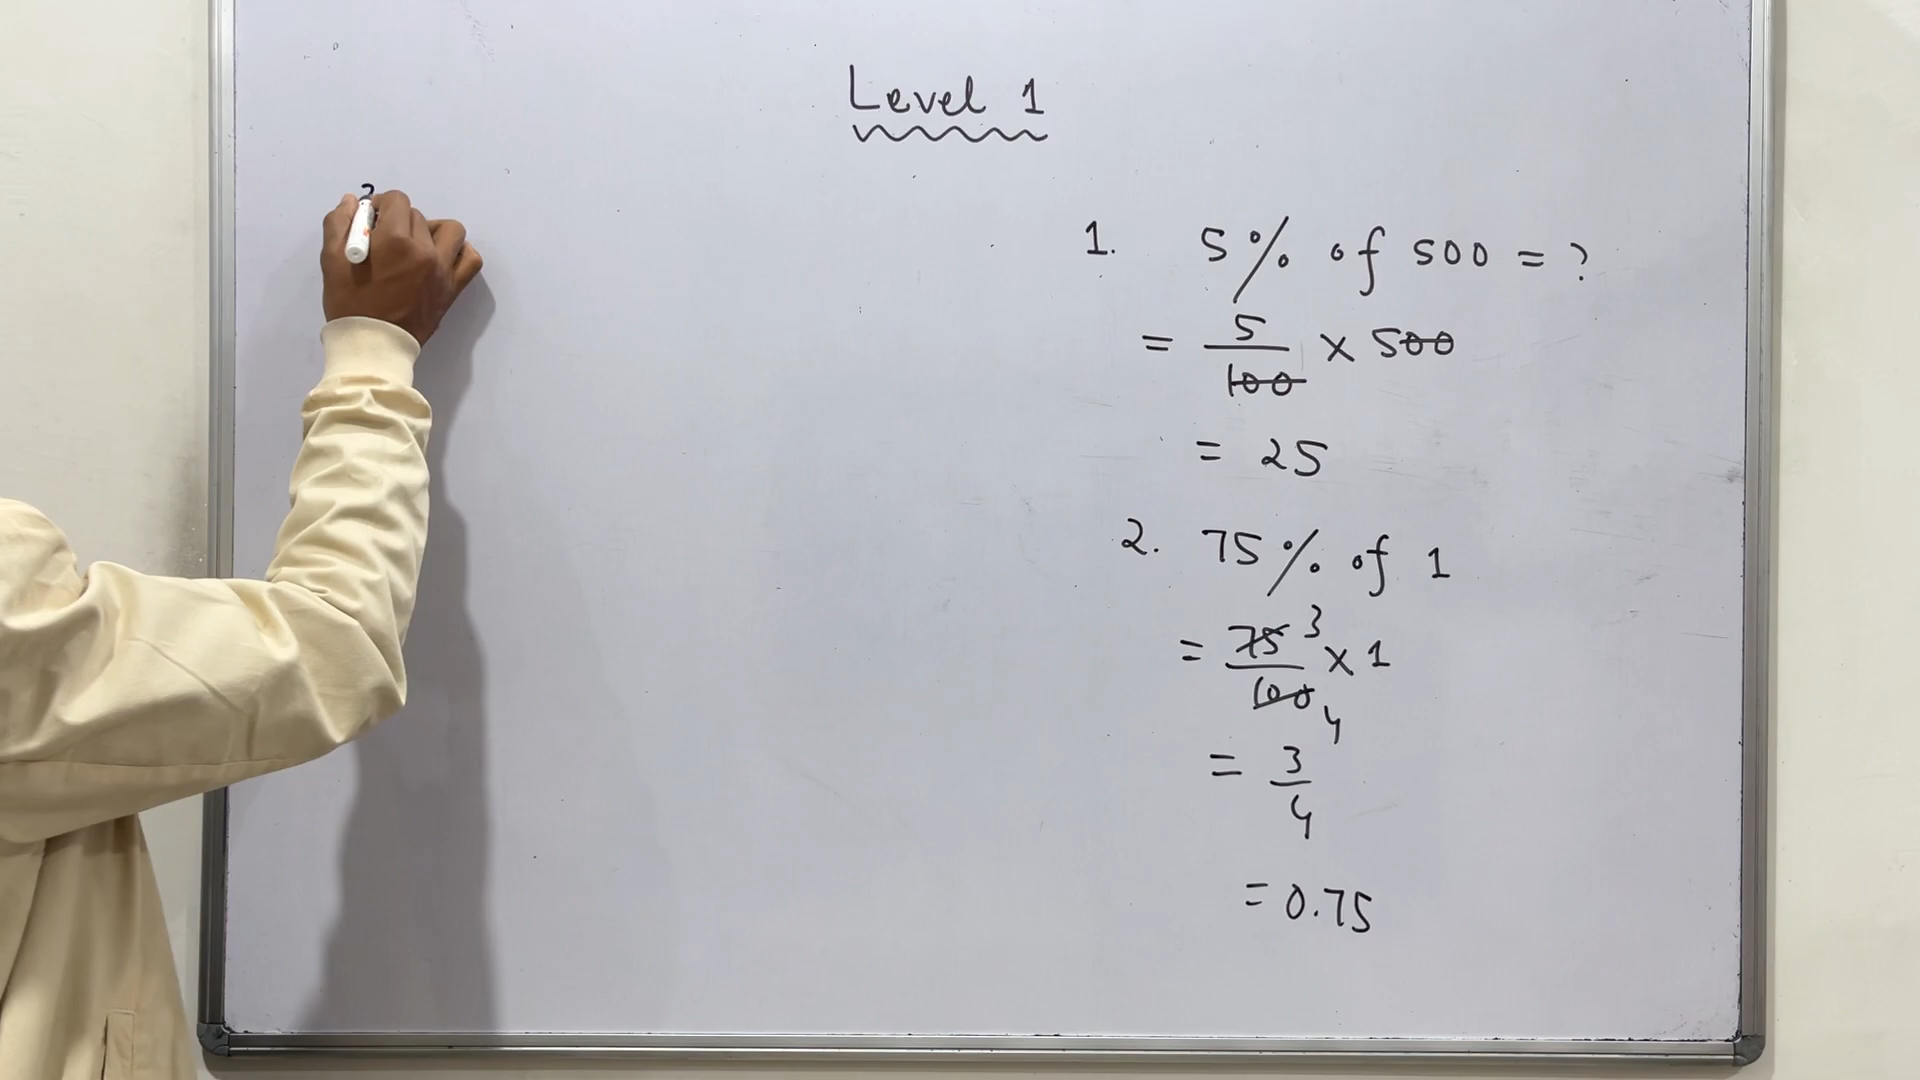 Level 1
1. 5% of 500 = ?
= 5/100 × 500
= 25
2. 75% of 1
= 75 3/100 4 × 1
= 3/4
= 0.75